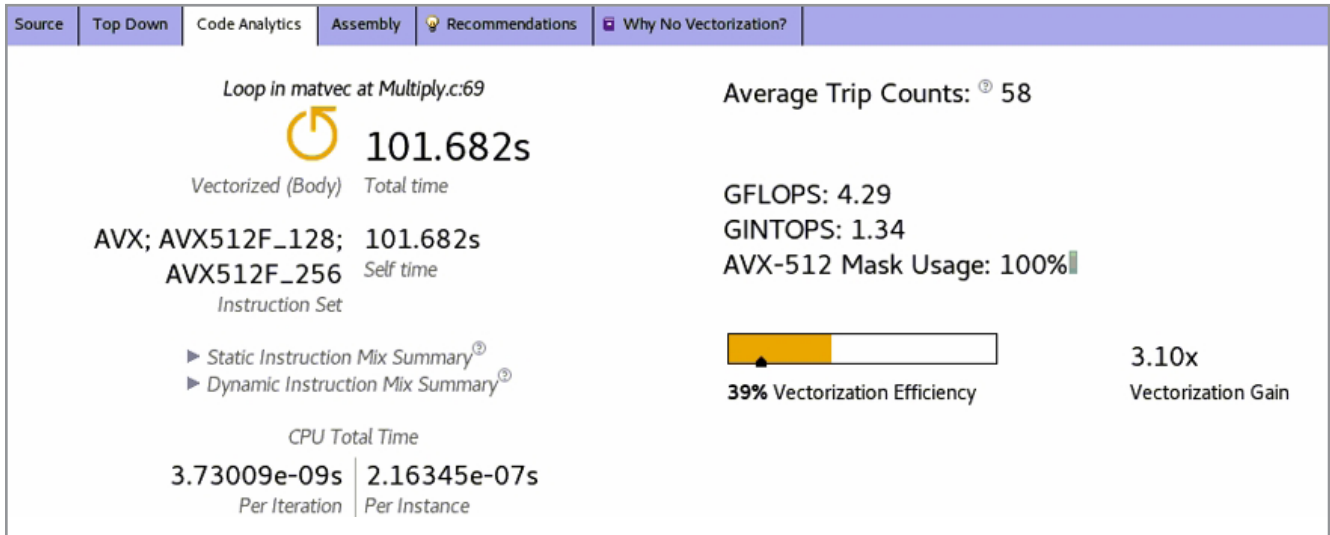 Source Top Down Code Analytics Assembly Recommendations Why No Vectorization?
Loop in matvec at Multiply.c:69
101.682s
Vectorized (Body) Total time
AVX; AVX512F_128; 101.682s
AVX512F_256 Self time
Instruction Set
Static Instruction Mix Summary?
Dynamic Instruction Mix Summary?
CPU Total Time
3.73009e-09s 2.16345e-07s
Per Iteration Per Instance
Average Trip Counts: ? 58
GFLOPS: 4.29
GINTOPS: 1.34
AVX-512 Mask Usage: 100%
39% Vectorization Efficiency
3.10x
Vectorization Gain